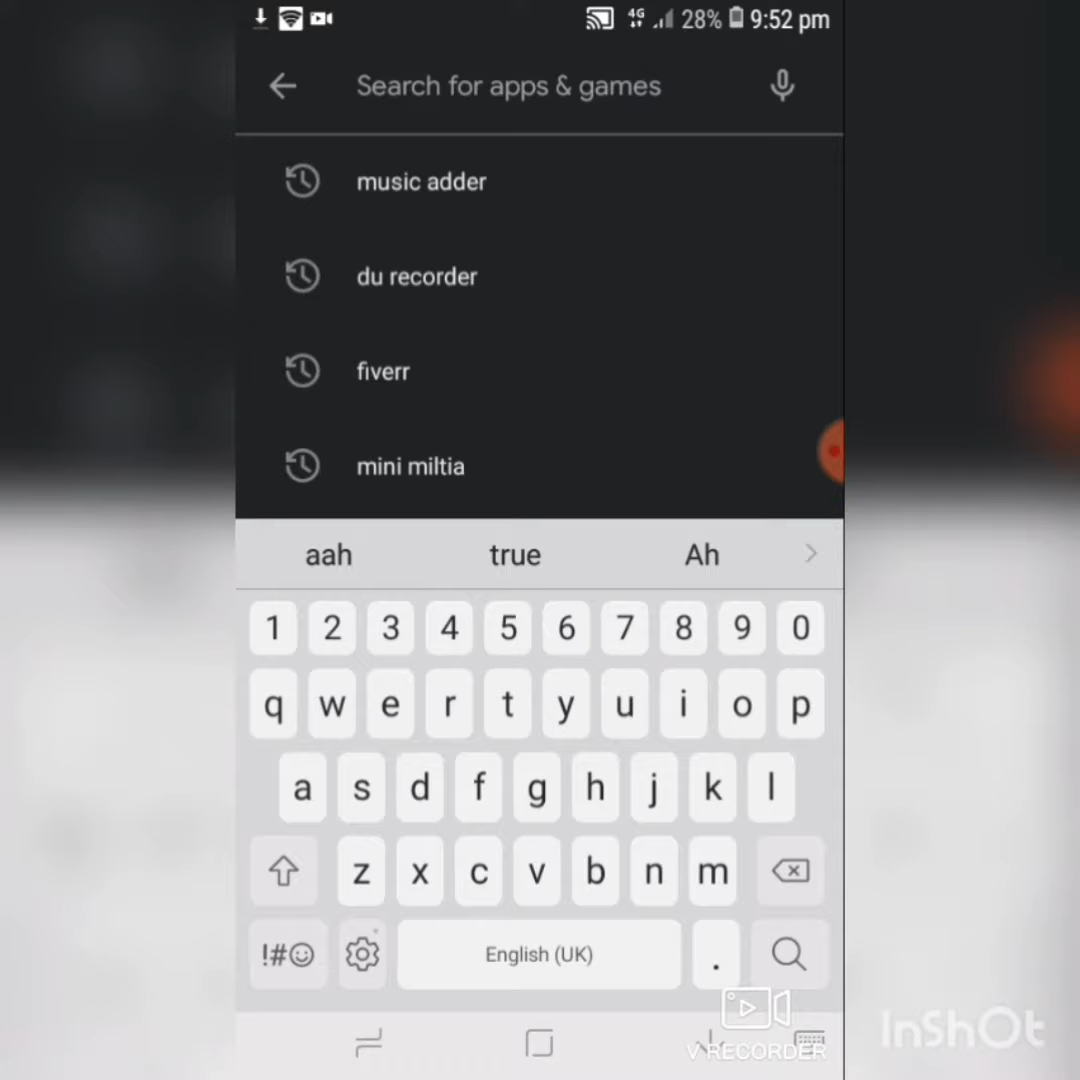 4G 28% 9:52 pm
Search for apps & games
music adder
du recorder
fiverr
mini miltia
aah true Ah
1 2 3 4 5 6 7 8 9 0
q w e r t y u i o p
a s d f g h j k l
z x c v b n m
!#☺ English (UK) .
V RECORDER
InShOt